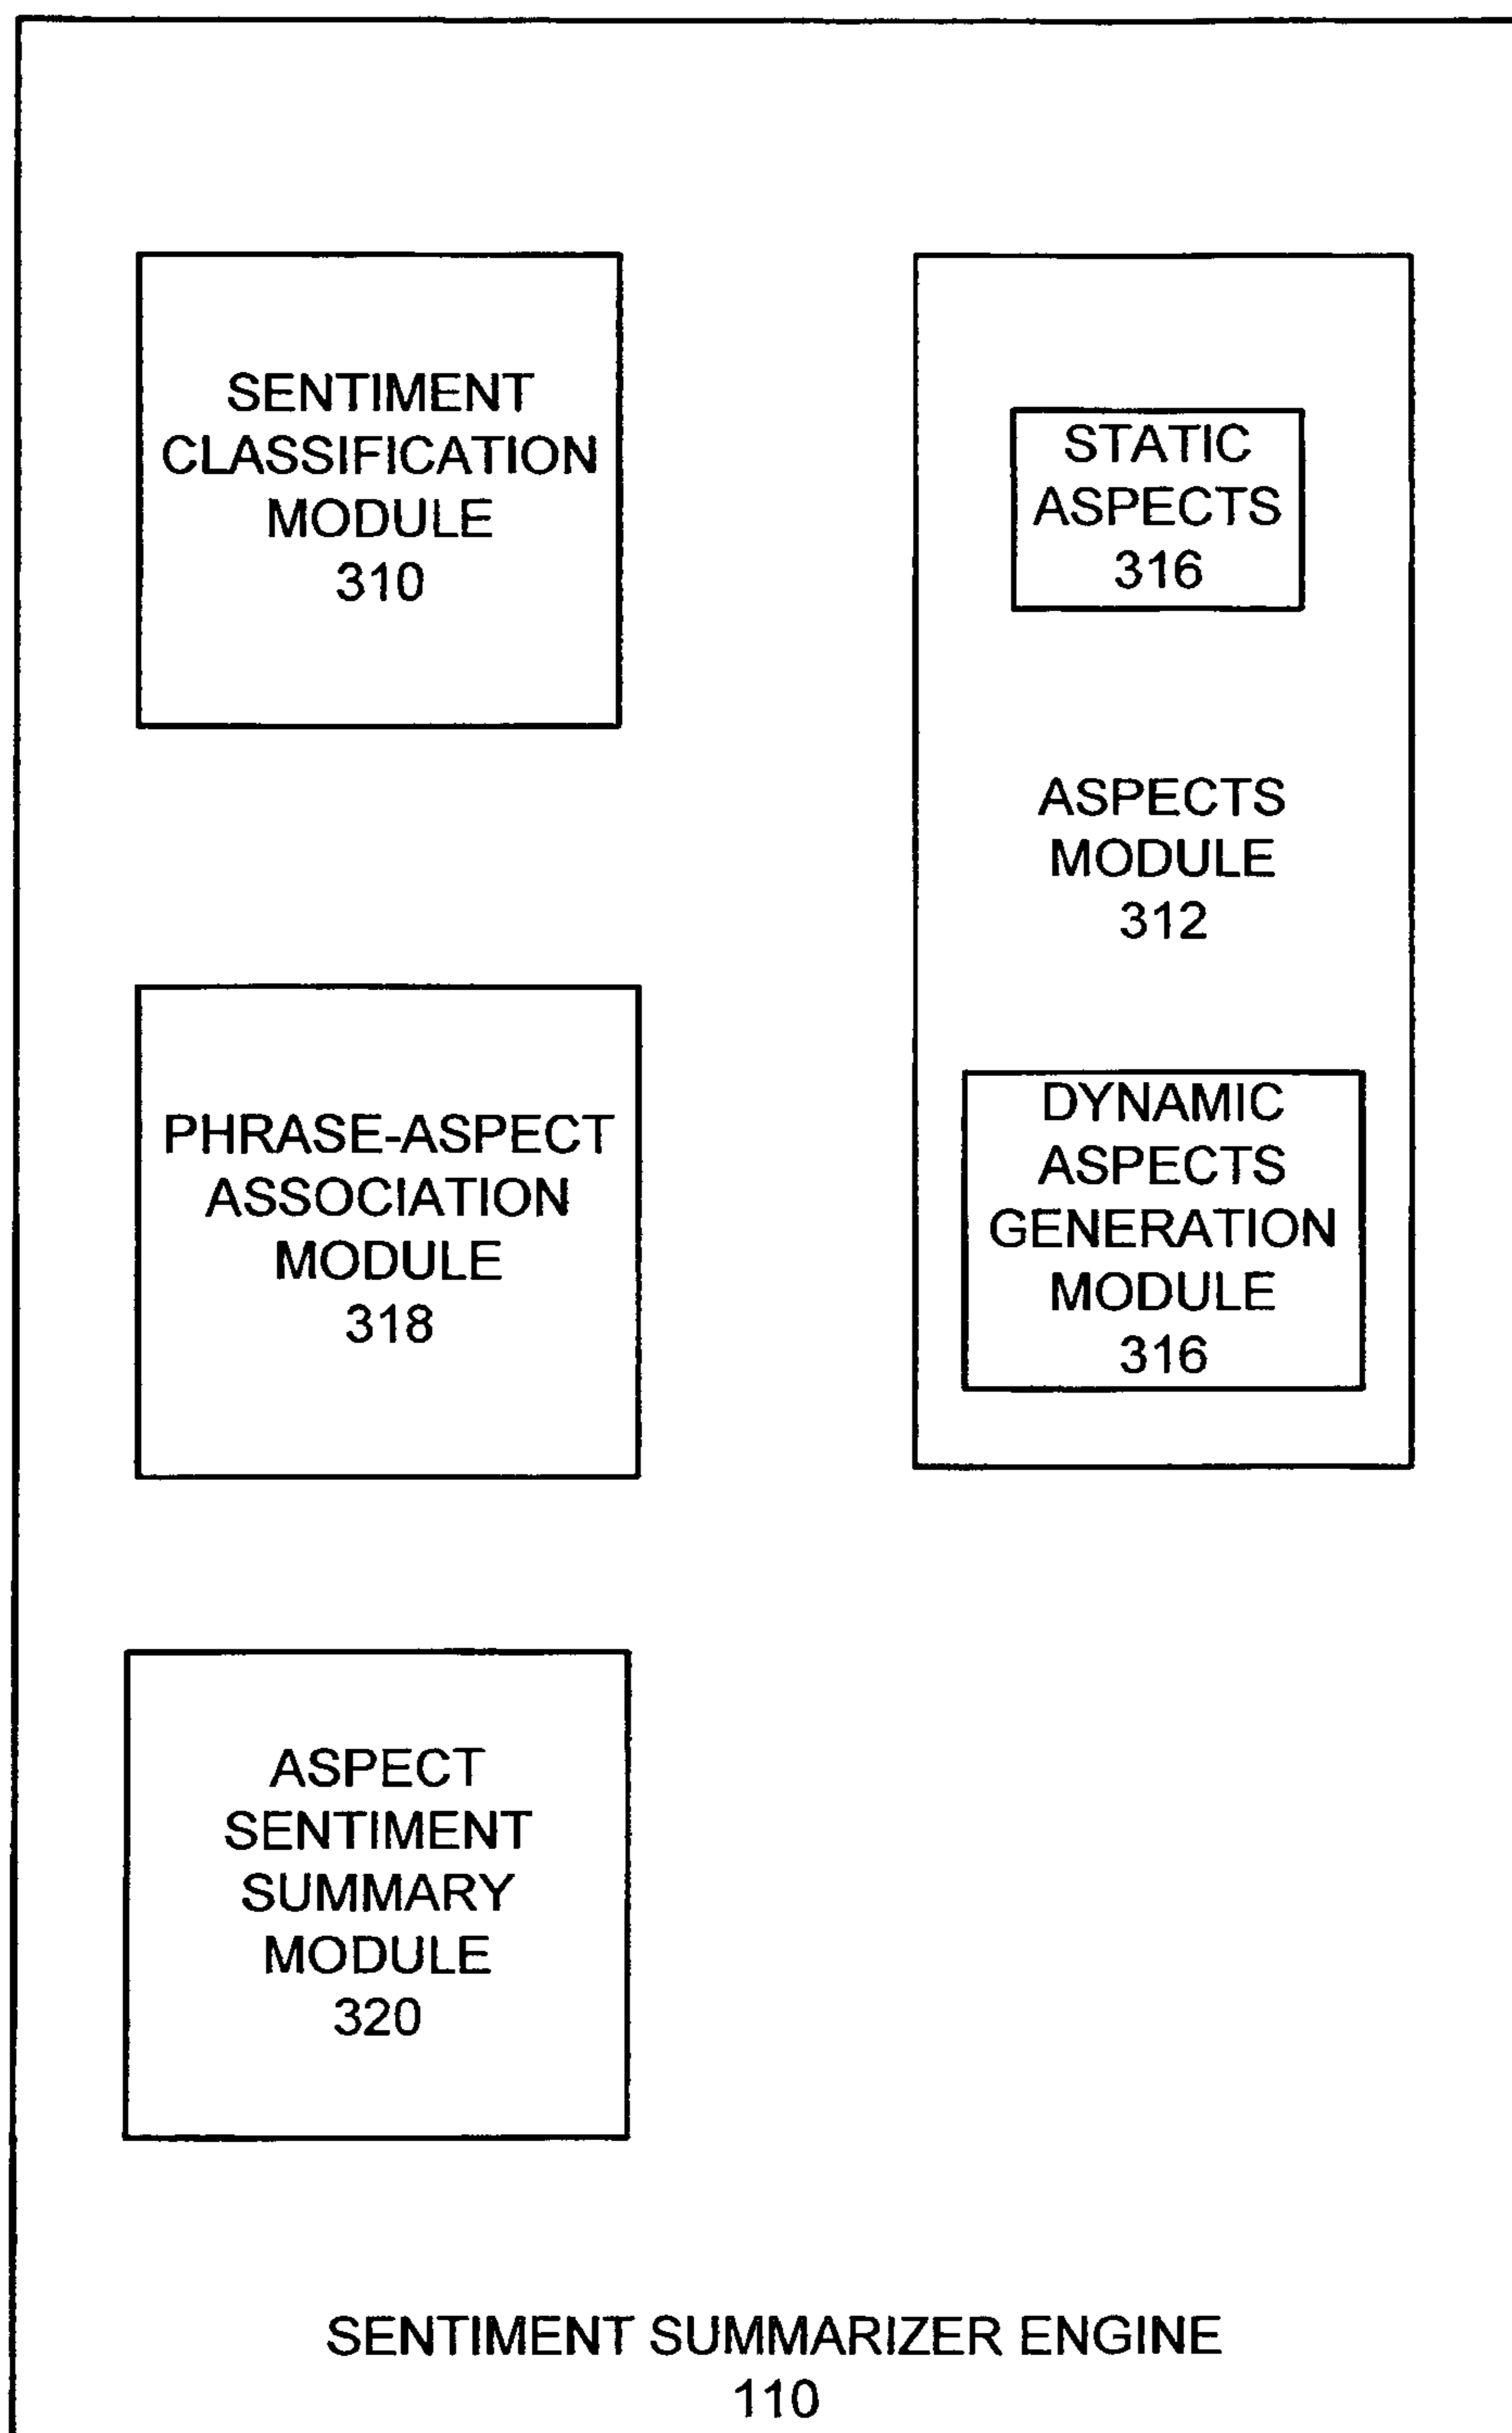 SENTIMENT
CLASSIFICATION
MODULE
310
STATIC
ASPECTS
316
ASPECTS
MODULE
312
PHRASE-ASPECT
ASSOCIATION
MODULE
318
DYNAMIC
ASPECTS
GENERATION
MODULE
316
ASPECT
SENTIMENT
SUMMARY
MODULE
320
SENTIMENT SUMMARIZER ENGINE
110